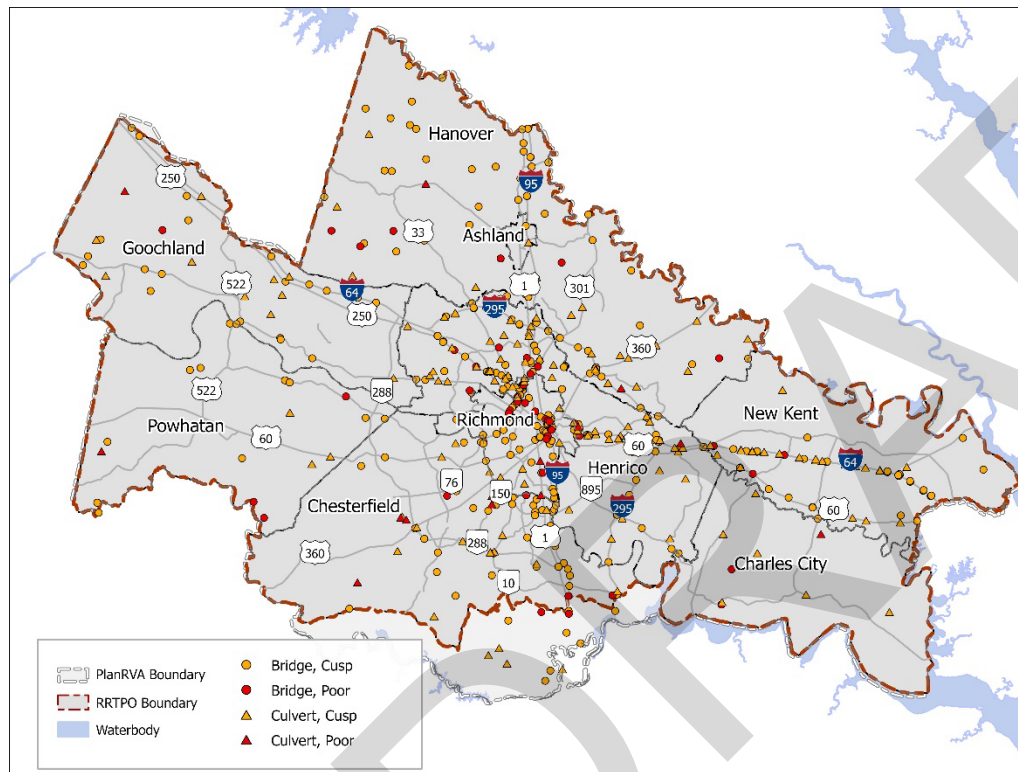 Hanover
250
95
Goochland
33
Ashland
522
64
1
301
250
295
360
522
288
Richmond
New Kent
Powhatan
60
60
64
Henrico
76
95
895
Chesterfield
150
295
60
288
1
360
Charles City
10
PlanRVA Boundary
RRTPO Boundary
Waterbody
Bridge, Cusp
Bridge, Poor
Culvert, Cusp
Culvert, Poor
DRAFT